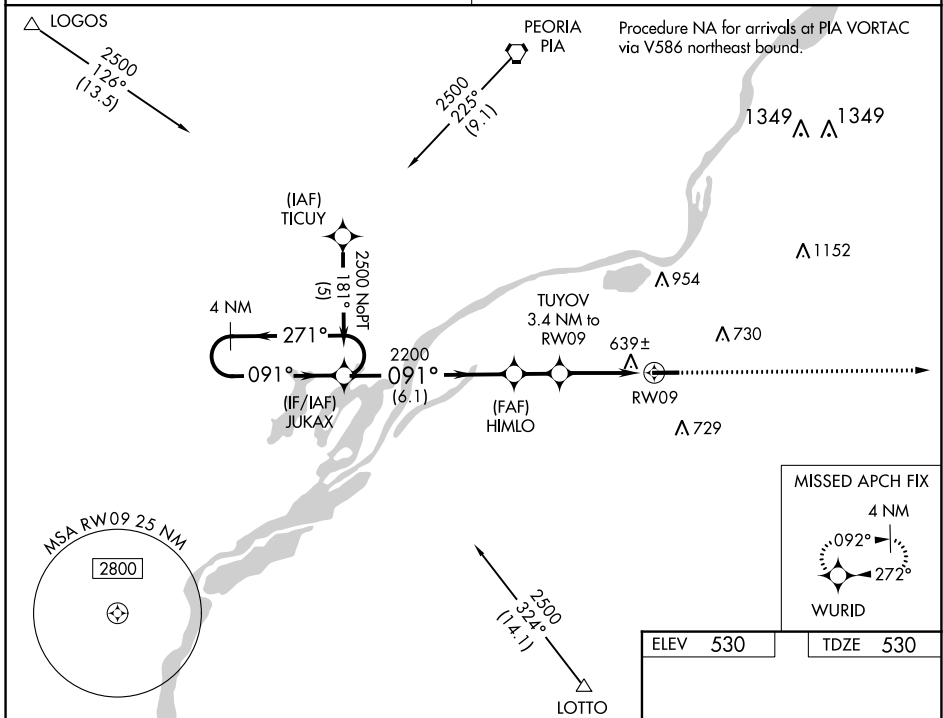 LOGOS
2500
126°
(13.5)
PEORIA
PIA
2500
225°
(9.1)
Procedure NA for arrivals at PIA VORTAC
via V586 northeast bound.
1349
1349
(IAF)
TICUY
2500 NoPT
181°
(5)
1152
954
4 NM
271°
TUYOV
3.4 NM to
RW09
730
639±
2200
091°
091°
(6.1)
(IF/IAF)
JUKAX
(FAF)
HIMLO
RW09
729
MISSED APCH FIX
4 NM
092°
272°
WURID
MSA RW09 25 NM
2800
2500
324°
(14.1)
LOTTO
ELEV 530
TDZE 530